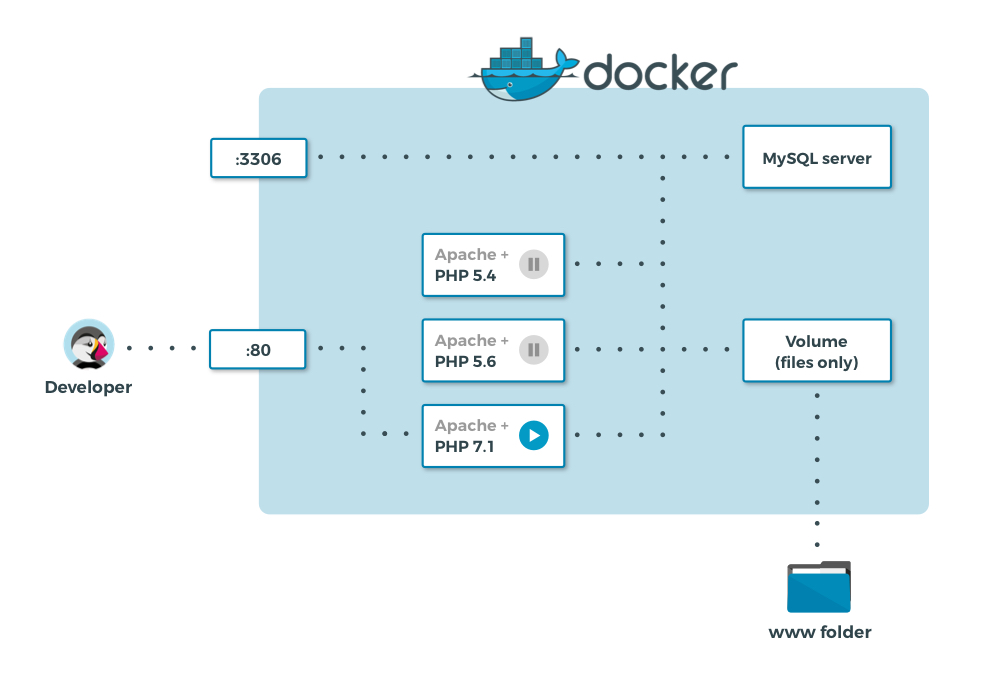 docker
:3306
MySQL server
Apache +
PHP 5.4
Apache +
PHP 5.6
Apache +
PHP 7.1
:80
Developer
Volume
(files only)
www folder